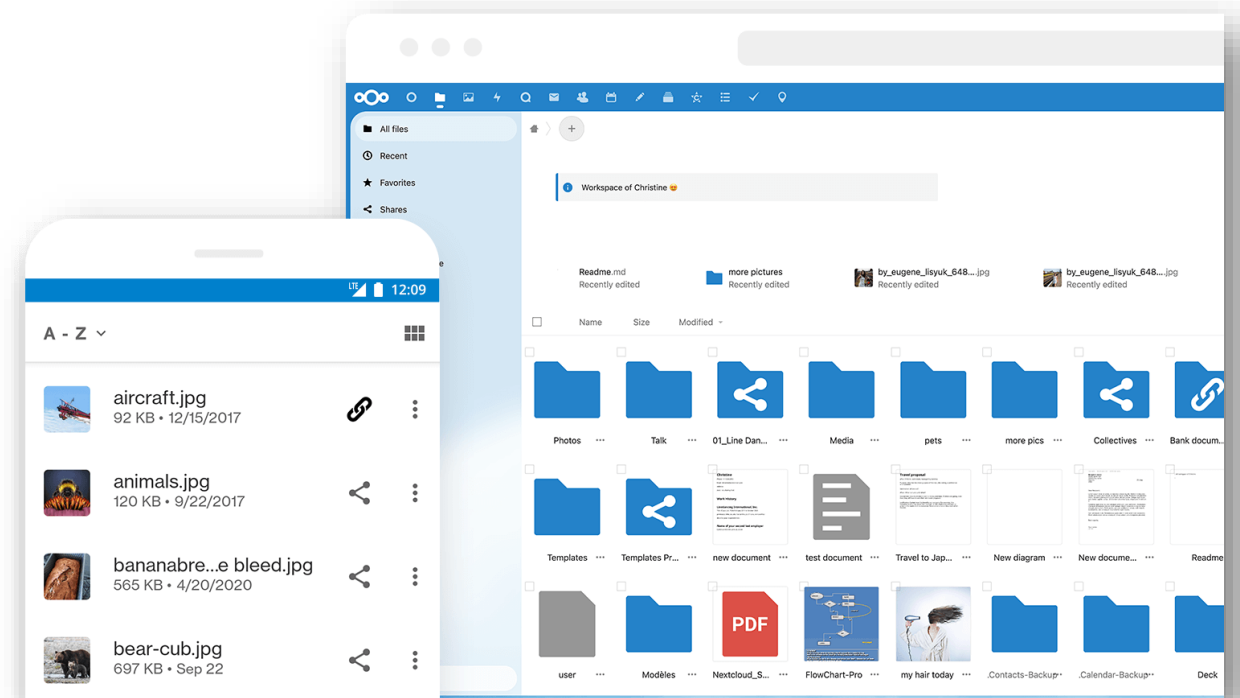 All files
Recent
Favorites
Shares
Workspace of Christine
Readme.md
Recently edited
more pictures
Recently edited
by_eugene_lisyuk_648....jpg
Recently edited
by_eugene_lisyuk_648....jpg
Recently edited
Name Size Modified
Photos ··· Talk ··· 01_Line Dan... ··· Media ··· pets ··· more pics ··· Collectives ··· Bank docum...
Christine
Work History
Travel proposal
Templates ··· Templates Pr... ··· new document ··· test document ··· Travel to Jap... ··· New diagram ··· New docume... ··· Readme
PDF
user ··· Modèles ··· Nextcloud_S... ··· FlowChart-Pro ··· my hair today ··· .Contacts-Backup ··· .Calendar-Backup ··· Deck
LTE 12:09
A - Z
aircraft.jpg
92 KB • 12/15/2017
animals.jpg
120 KB • 9/22/2017
bananabre...e bleed.jpg
565 KB • 4/20/2020
bear-cub.jpg
697 KB • Sep 22